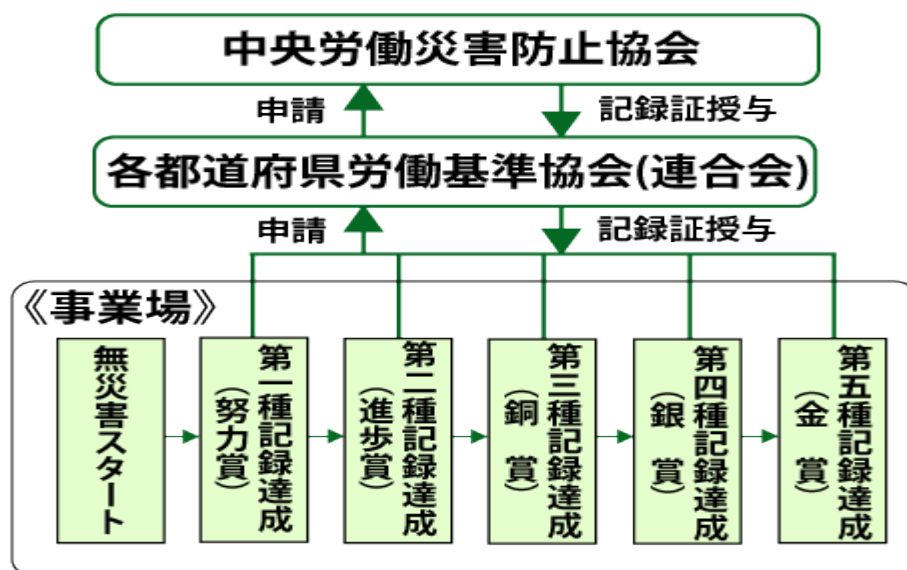 中央労働災害防止協会
申請
記録証授与
各都道府県労働基準協会(連合会)
申請
記録証授与
《事業場》
無災害スタート
第一種記録達成
(努力賞)
第二種記録達成
(進歩賞)
第三種記録達成
(銅 賞)
第四種記録達成
(銀 賞)
第五種記録達成
(金 賞)